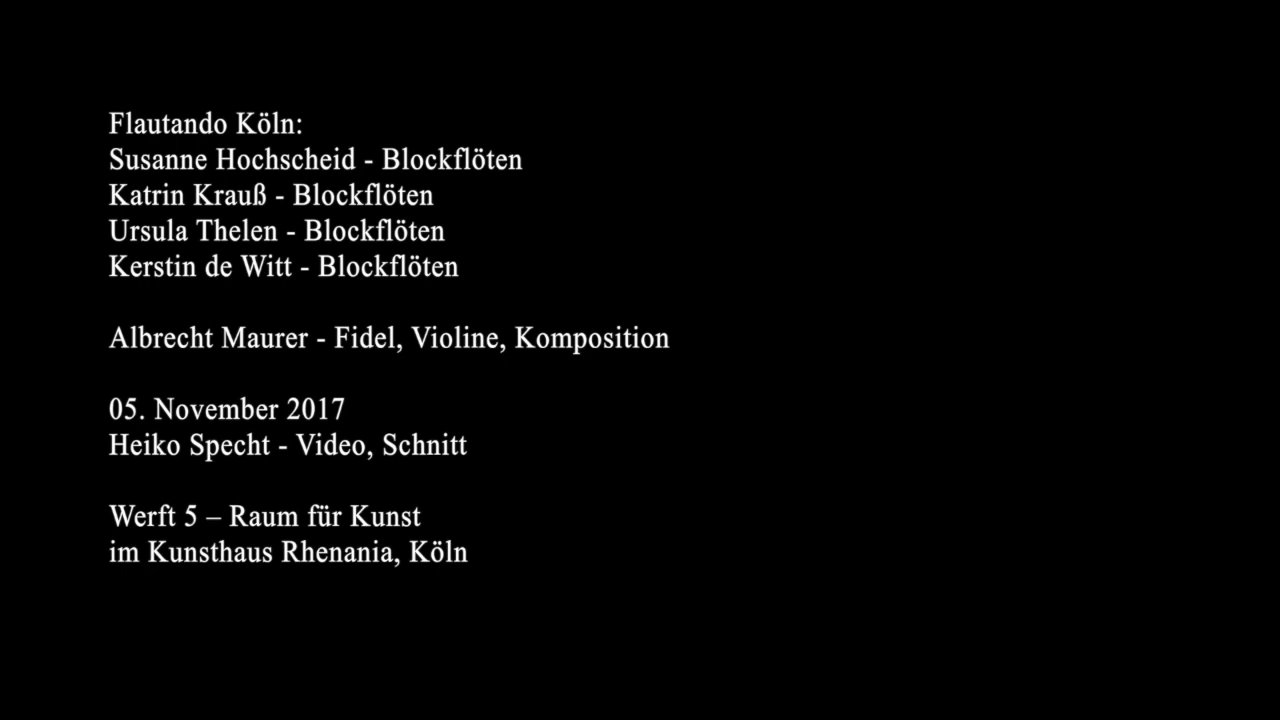 Flautando Köln:
Susanne Hochscheid - Blockflöten
Katrin Krauß - Blockflöten
Ursula Thelen - Blockflöten
Kerstin de Witt - Blockflöten
Albrecht Maurer - Fidel, Violine, Komposition
05. November 2017
Heiko Specht - Video, Schnitt
Werft 5 – Raum für Kunst
im Kunsthaus Rhenania, Köln